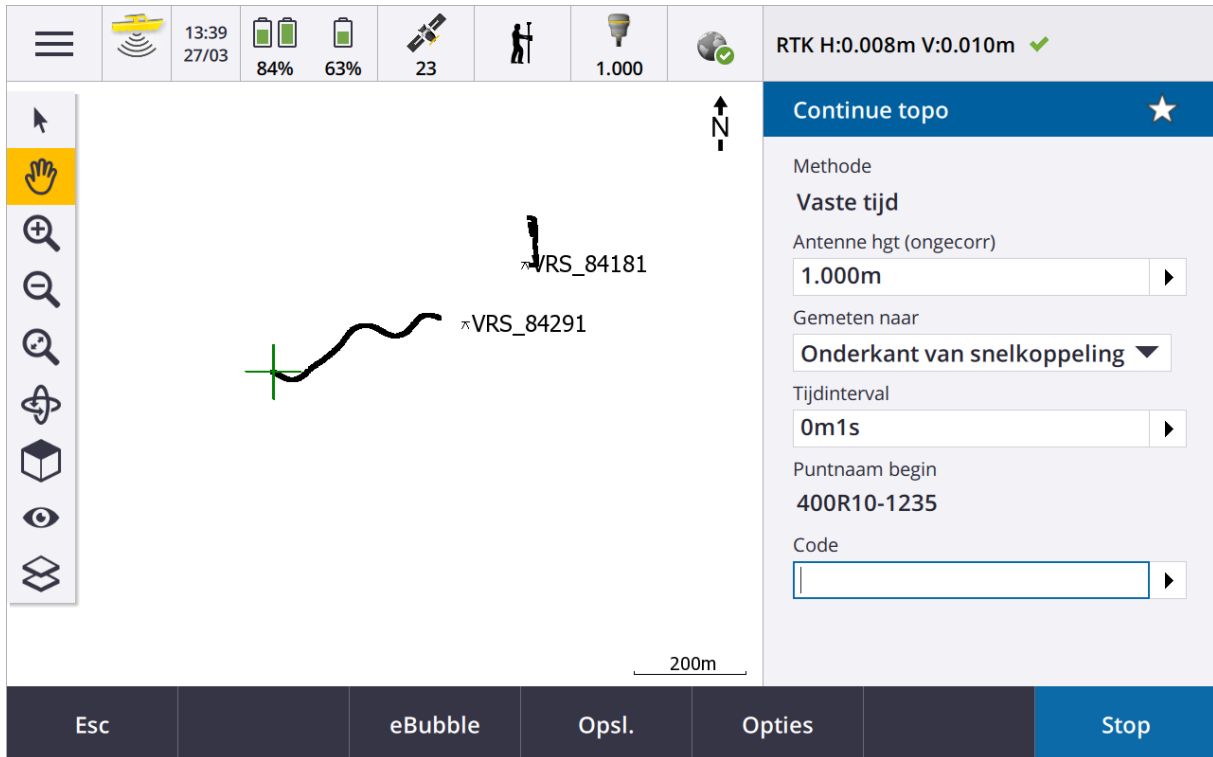 13:39
27/03
84%
63%
23
1.000
RTK H:0.008m V:0.010m
N
VRS_84181
VRS_84291
200m
Continue topo
Methode
Vaste tijd
Antenne hgt (ongecorr)
1.000m
Gemeten naar
Onderkant van snelkoppeling
Tijdinterval
0m1s
Puntnaam begin
400R10-1235
Code
Esc
eBubble
Opsl.
Opties
Stop